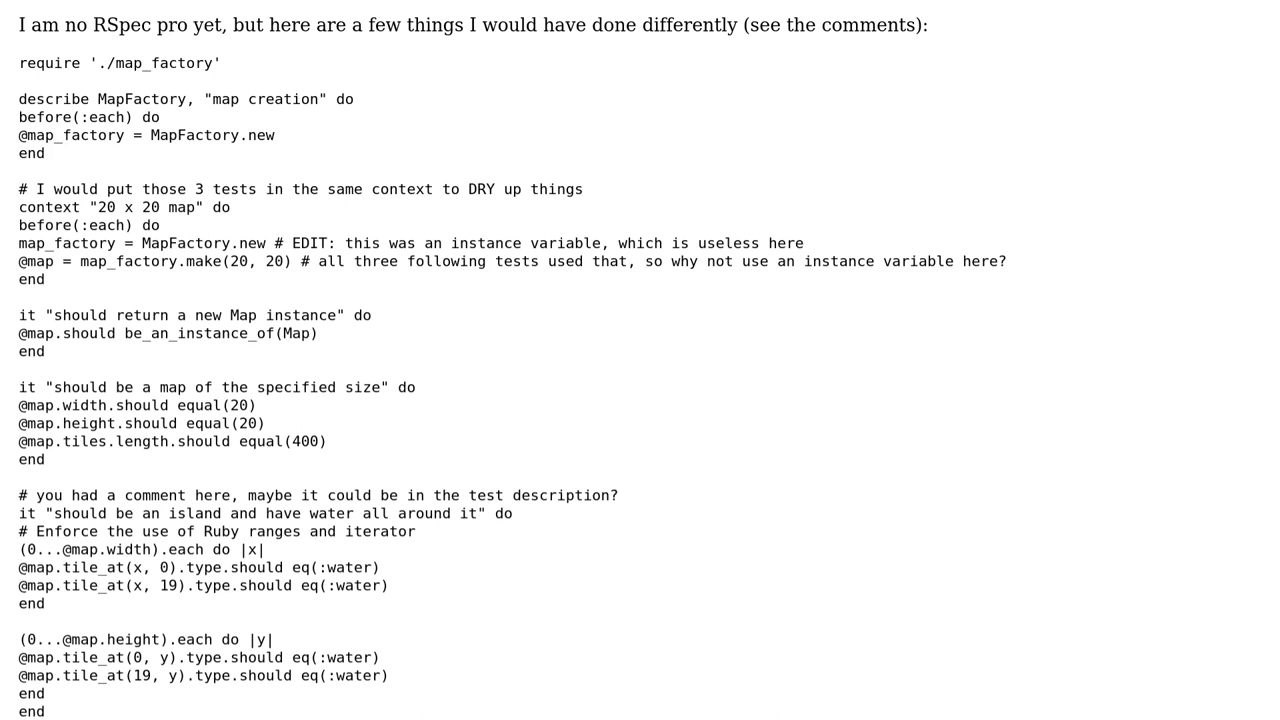 I am no RSpec pro yet, but here are a few things I would have done differently (see the comments):
require './map_factory'
describe MapFactory, "map creation" do
before(:each) do
@map_factory = MapFactory.new
end
# I would put those 3 tests in the same context to DRY up things
context "20 x 20 map" do
before(:each) do
map_factory = MapFactory.new # EDIT: this was an instance variable, which is useless here
@map = map_factory.make(20, 20) # all three following tests used that, so why not use an instance variable here?
end
it "should return a new Map instance" do
@map.should be_an_instance_of(Map)
end
it "should be a map of the specified size" do
@map.width.should equal(20)
@map.height.should equal(20)
@map.tiles.length.should equal(400)
end
# you had a comment here, maybe it could be in the test description?
it "should be an island and have water all around it" do
# Enforce the use of Ruby ranges and iterator
(0...@map.width).each do |x|
@map.tile_at(x, 0).type.should eq(:water)
@map.tile_at(x, 19).type.should eq(:water)
end
(0...@map.height).each do |y|
@map.tile_at(0, y).type.should eq(:water)
@map.tile_at(19, y).type.should eq(:water)
end
end